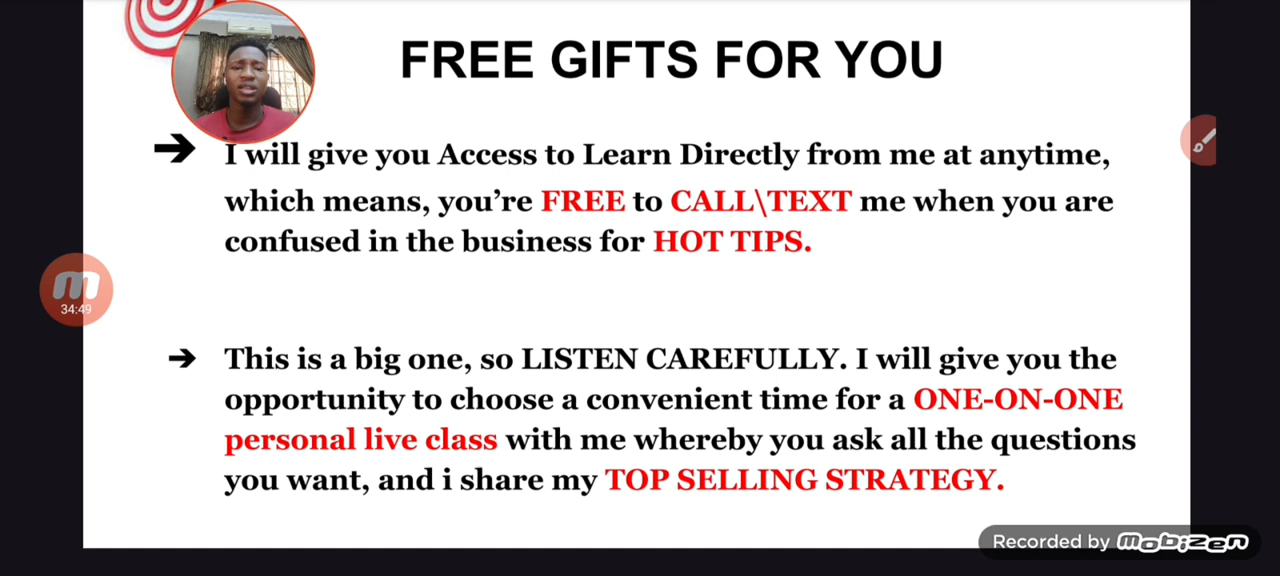 FREE GIFTS FOR YOU
➔ I will give you Access to Learn Directly from me at anytime,
which means, you’re FREE to CALL\TEXT me when you are
confused in the business for HOT TIPS.
34:49
➔ This is a big one, so LISTEN CAREFULLY. I will give you the
opportunity to choose a convenient time for a ONE-ON-ONE
personal live class with me whereby you ask all the questions
you want, and i share my TOP SELLING STRATEGY.
Recorded by mobizen